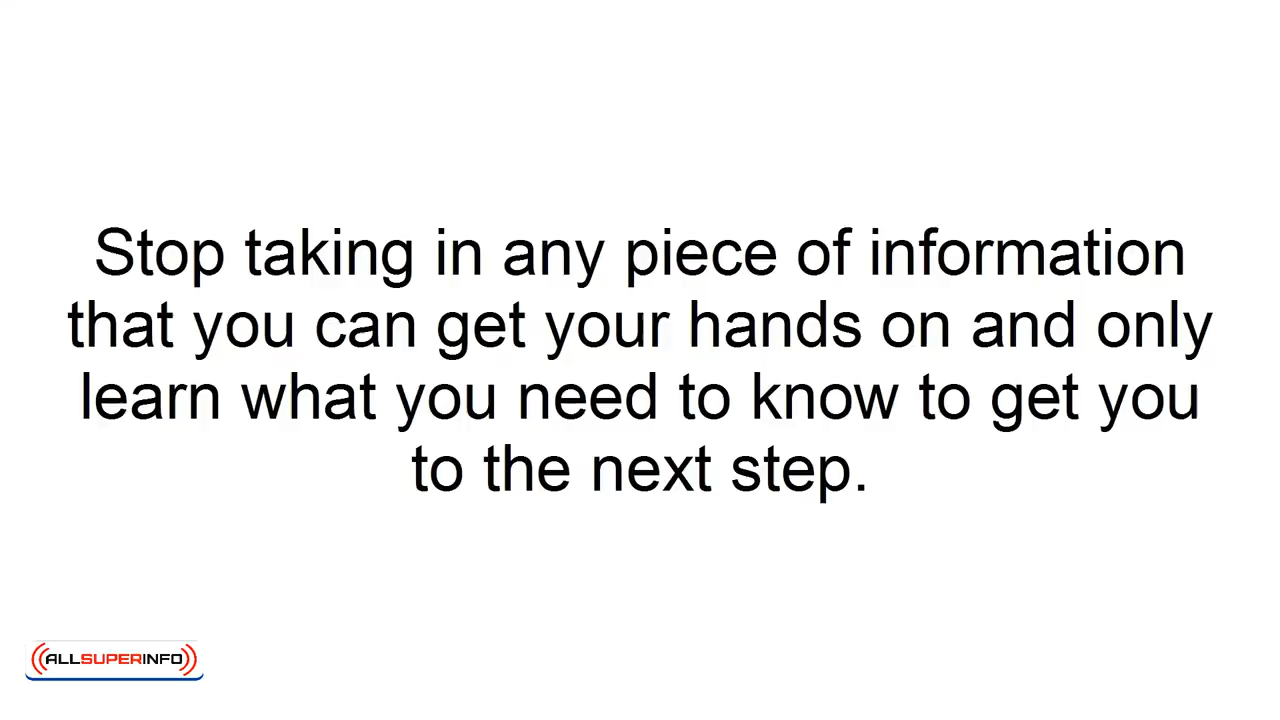 Stop taking in any piece of information
that you can get your hands on and only
learn what you need to know to get you
to the next step.
ALLSUPERINFO